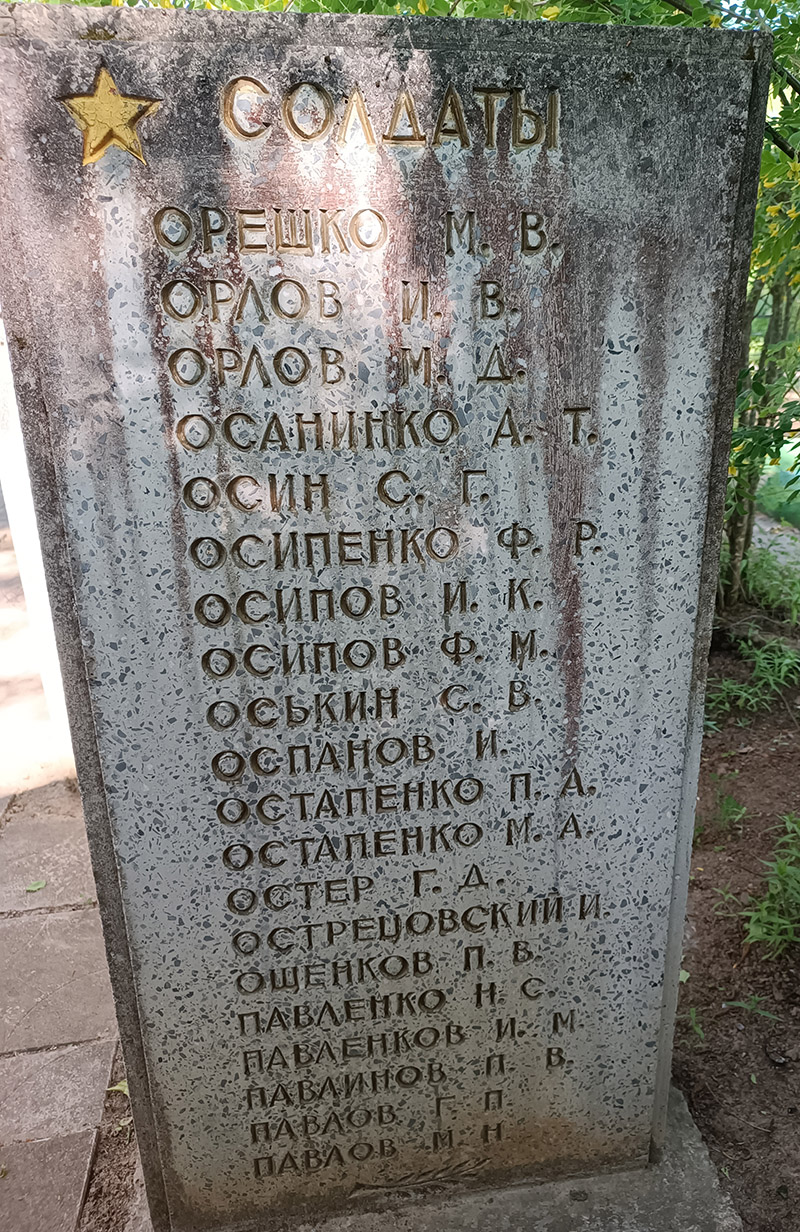 СОЛДАТЫ
ОРЕШКО М. В.
ОРЛОВ И. В.
ОРЛОВ М. Д.
ОСАНИНКО А. Т.
ОСИН С. Г.
ОСИПЕНКО Ф. Р.
ОСИПОВ И. К.
ОСИПОВ Ф. М.
ОСЬКИН С. В.
ОСПАНОВ И.
ОСТАПЕНКО П. А.
ОСТАПЕНКО М. А.
ОСТЕР Г. Д.
ОСТРЕЦОВСКИЙ И.
ОЩЕНКОВ П. В.
ПАВЛЕНКО Н. С.
ПАВЛЕНКОВ И. М
ПАВЛИНОВ П. В.
ПАВЛОВ Г. П
ПАВЛОВ М. Н